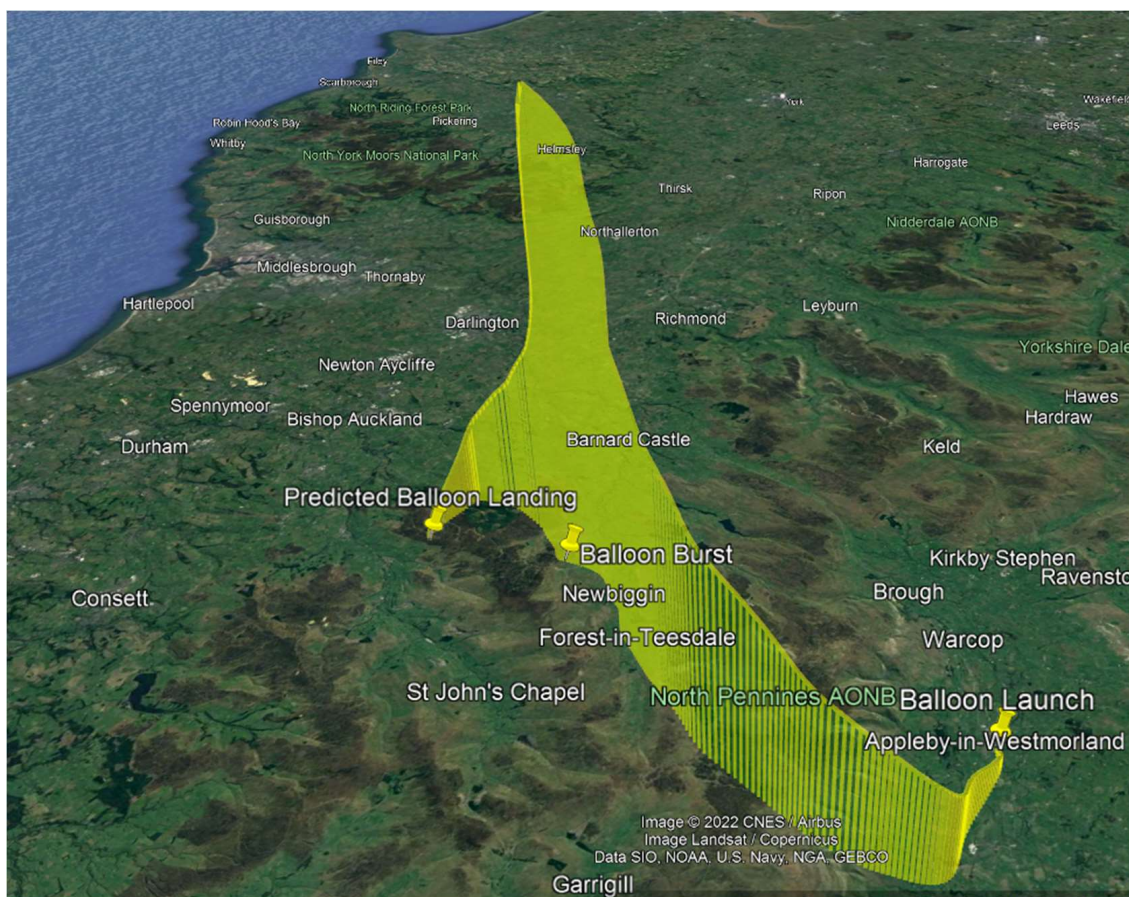 Filey
Scarborough
North Riding Forest Park
Pickering
York
Wakefield
Leeds
Robin Hood's Bay
Whitby
North York Moors National Park
Helmsley
Harrogate
Thirsk
Ripon
Guisborough
Northallerton
Nidderdale AONB
Middlesbrough
Thornaby
Hartlepool
Darlington
Richmond
Leyburn
Yorkshire Dale
Newton Aycliffe
Hawes
Spennymoor
Bishop Auckland
Hardraw
Durham
Barnard Castle
Keld
Predicted Balloon Landing
Balloon Burst
Kirkby Stephen
Ravensto
Consett
Newbiggin
Brough
Forest-in-Teesdale
Warcop
St John's Chapel
North Pennines AONB
Balloon Launch
Appleby-in-Westmorland
Image © 2022 CNES / Airbus
Image Landsat / Copernicus
Data SIO, NOAA, U.S. Navy, NGA, GEBCO
Garrigill